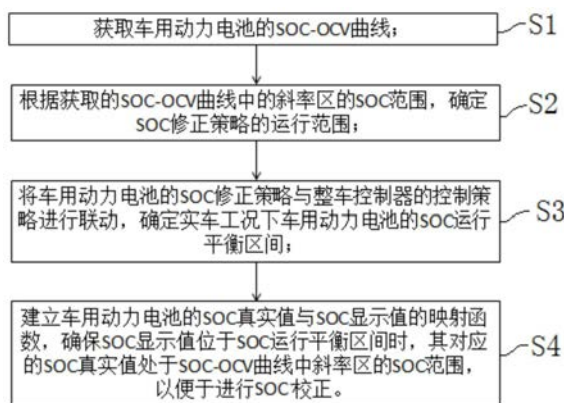 获取车用动力电池的SOC-OCV曲线;
S1
根据获取的SOC-OCV曲线中的斜率区的SOC范围，确定
SOC修正策略的运行范围;
S2
将车用动力电池的SOC修正策略与整车控制器的控制策
略进行联动，确定实车工况下车用动力电池的SOC运行
平衡区间;
S3
建立车用动力电池的SOC真实值与SOC显示值的映射函
数，确保SOC显示值位于SOC运行平衡区间时，其对
应的SOC真实值处于SOC-OCV曲线中斜率区的SOC范围，
以便于进行SOC校正。
S4